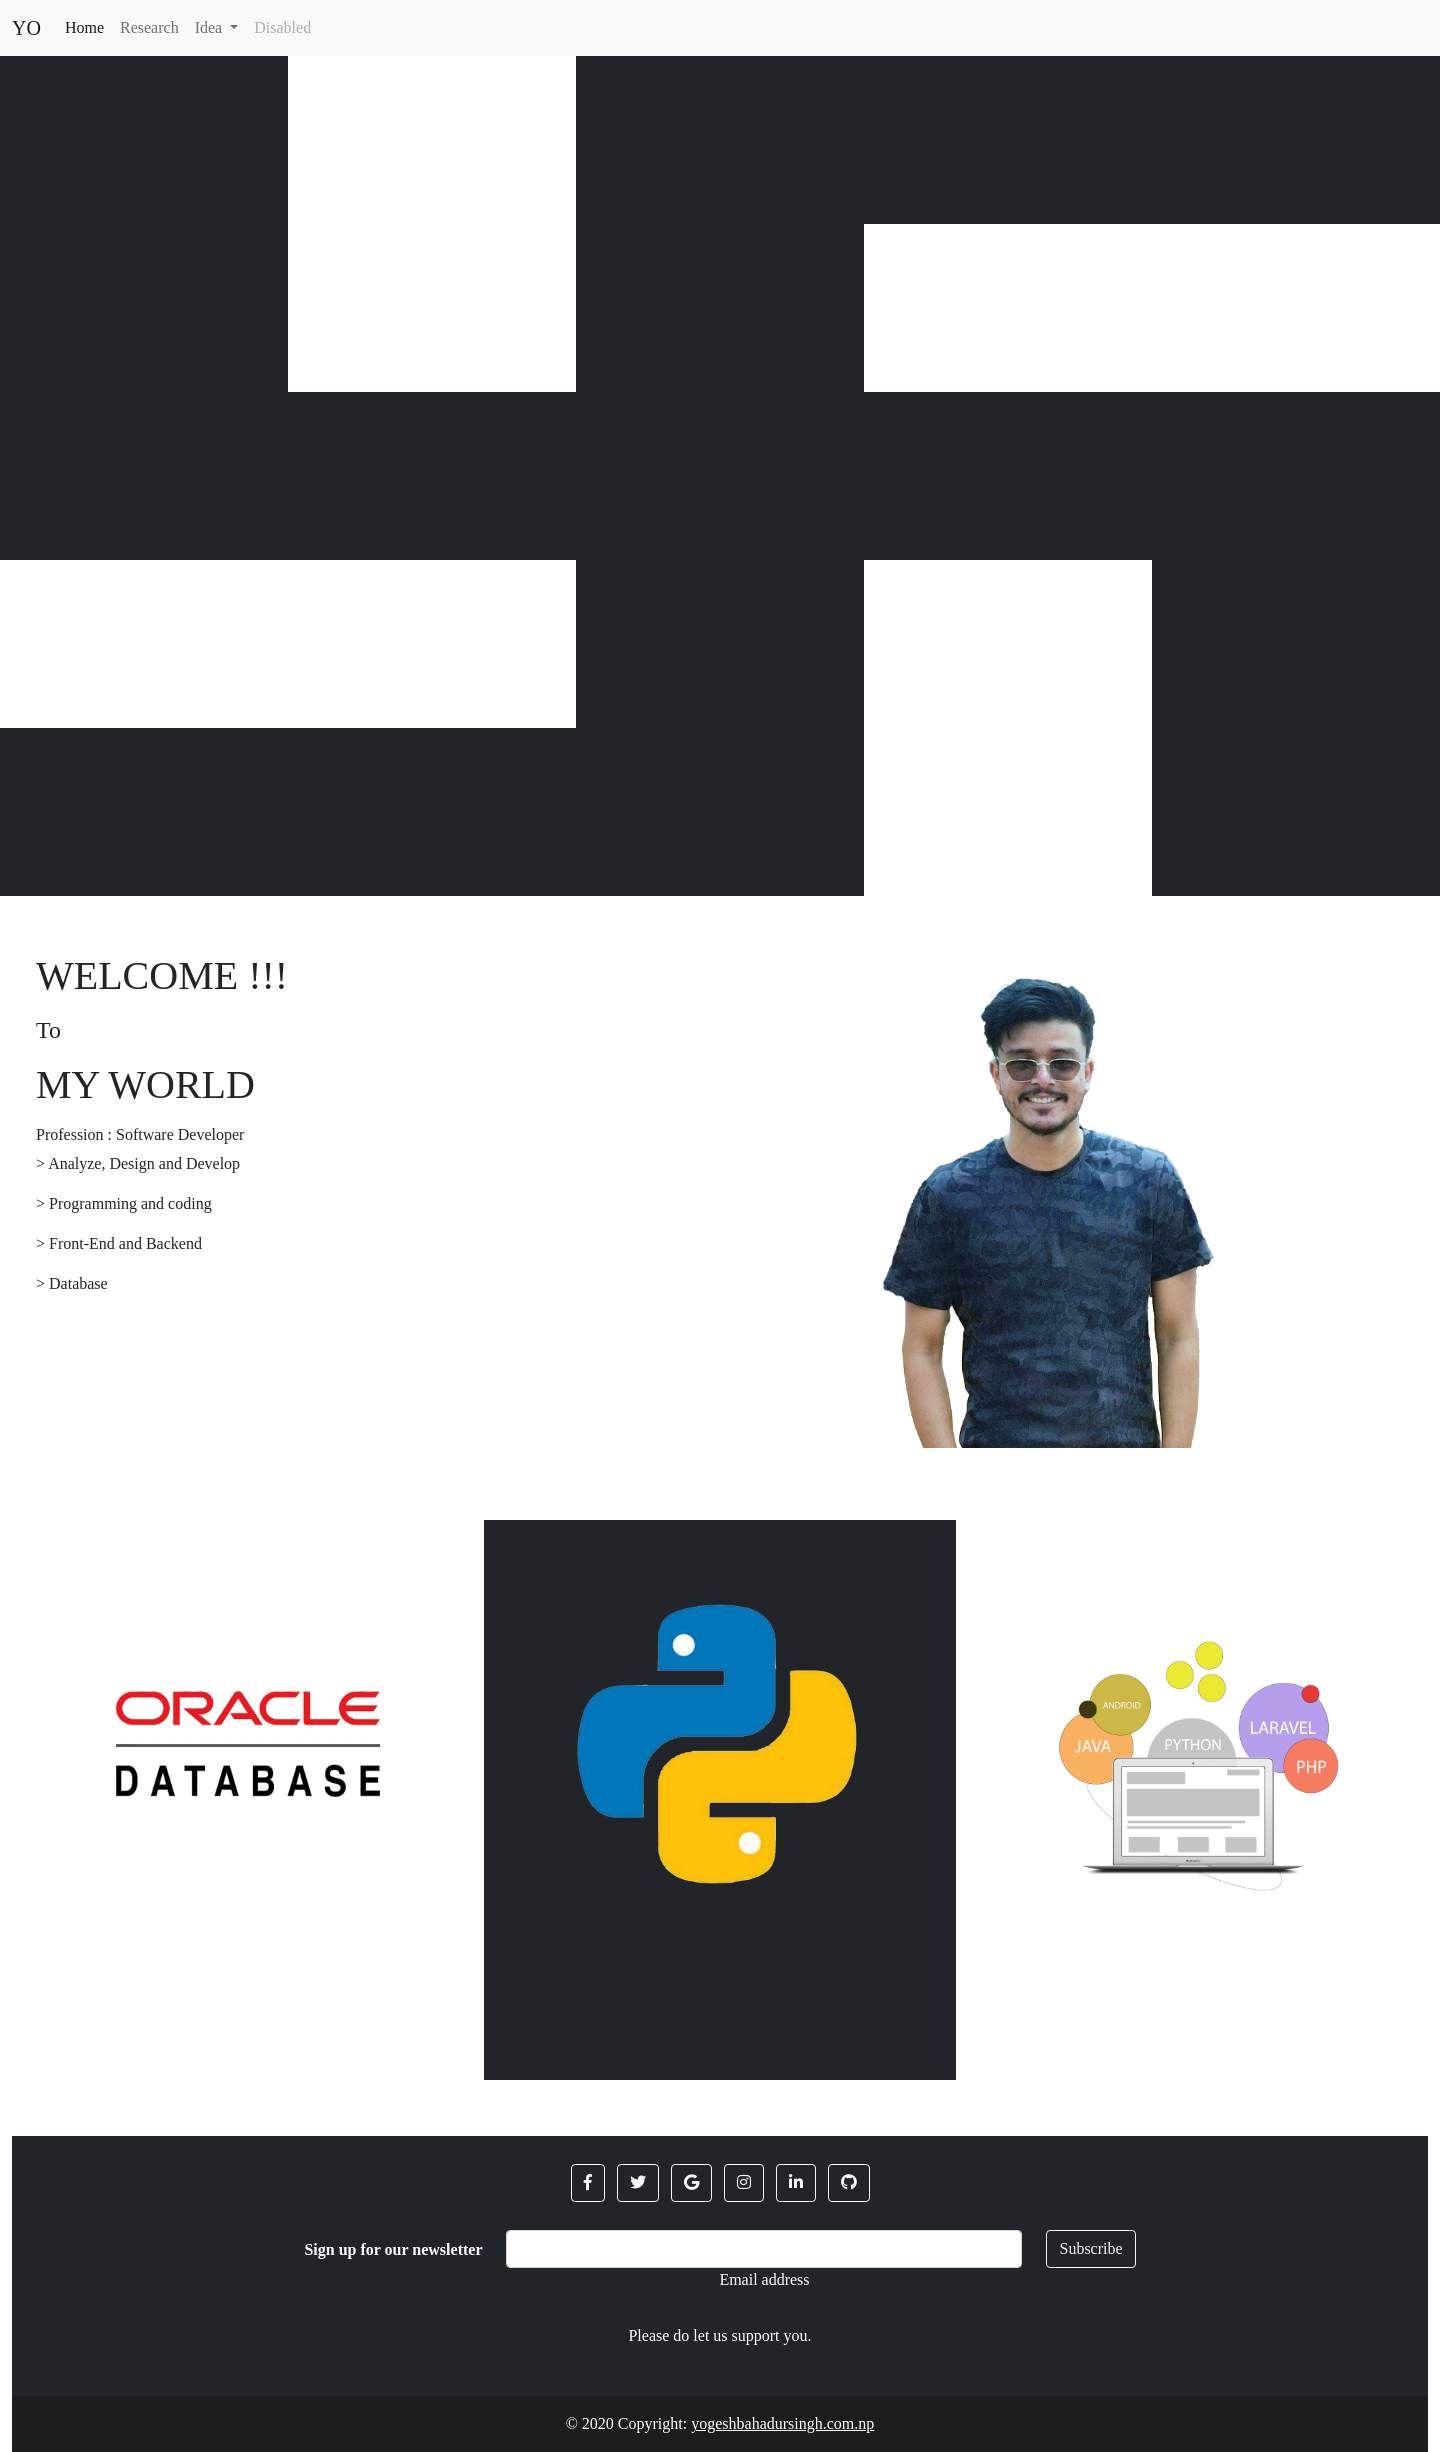 YO Home Research Idea Disabled
WELCOME !!!
To
MY WORLD
Profession : Software Developer
> Analyze, Design and Develop
> Programming and coding
> Front-End and Backend
> Database
ORACLE
DATABASE
ANDROID
JAVA
PYTHON
LARAVEL
PHP
Sign up for our newsletter
Subscribe
Email address
Please do let us support you.
© 2020 Copyright: yogeshbahadursingh.com.np